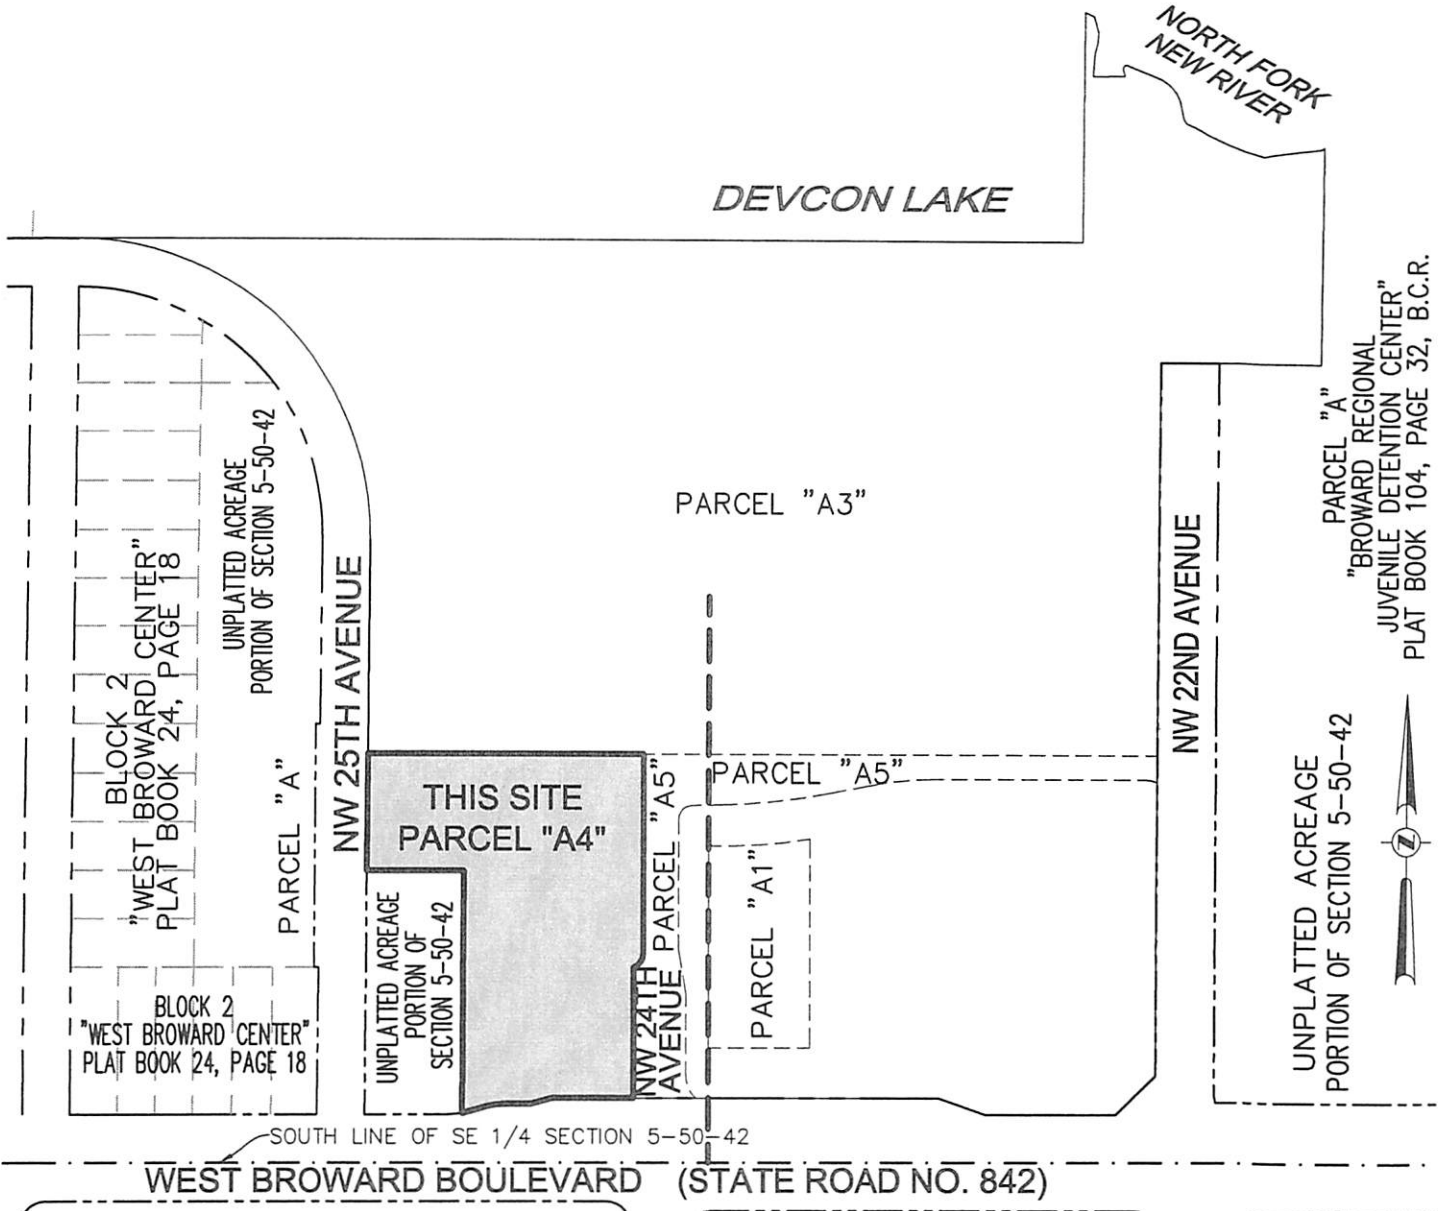 NORTH FORK
NEW RIVER
DEVCON LAKE
PARCEL "A"
"BROWARD REGIONAL
JUVENILE DETENTION CENTER"
PLAT BOOK 104, PAGE 32, B.C.R.
UNPLATTED ACREAGE
PORTION OF SECTION 5-50-42
PARCEL "A3"
BLOCK 2
"WEST BROWARD CENTER"
PLAT BOOK 24, PAGE 18
PARCEL "A"
NW 25TH AVENUE
NW 22ND AVENUE
THIS SITE
PARCEL "A4"
PARCEL "A5"
PARCEL "A5"
PARCEL "A1"
UNPLATTED ACREAGE
PORTION OF
SECTION 5-50-42
NW 24TH
AVENUE
UNPLATTED ACREAGE
PORTION OF SECTION 5-50-42
Z
BLOCK 2
"WEST BROWARD CENTER"
PLAT BOOK 24, PAGE 18
SOUTH LINE OF SE 1/4 SECTION 5-50-42
WEST BROWARD BOULEVARD (STATE ROAD NO. 842)